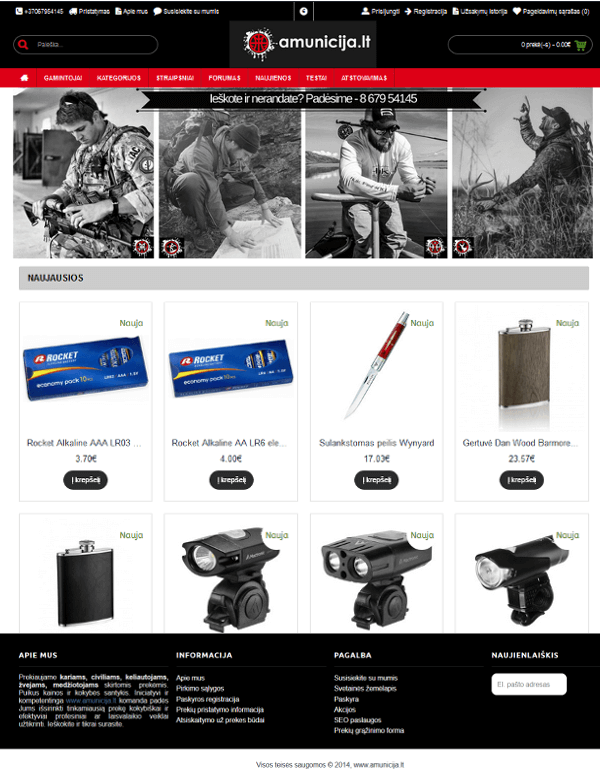 +37067954145 Pristatymas Apie mus Susisiekite su mumis € Prisijungti Registracija Užsakymų istorija Pageidavimų sąrašas (0)
Paieška... amunicija.lt 0 prekė(-s) - 0.00€
GAMINTOJAI KATEGORIJOS STRAIPSNIAI FORUMAS NAUJIENOS TESTAI ATSTOVAVIMAS
Ieškote ir nerandate? Padėsime - 8 679 54145
NAUJAUSIOS
Nauja Nauja Nauja Nauja
ROCKET
economy pack 10
ROCKET
economy pack 10
Rocket Alkaline AAA LR03 ... Rocket Alkaline AA LR6 ele... Sulankstomas peilis Wynyard Gertuvė Dan Wood Barmore...
3.70€ 4.00€ 17.03€ 23.57€
Į krepšelį Į krepšelį Į krepšelį Į krepšelį
Nauja Nauja Nauja Nauja
APIE MUS
Prekiaujame kariams, civiliams, keliautojams,
žvejams, medžiotojams skirtomis prekėmis.
Puikus kainos ir kokybės santykis. Iniciatyvi ir
kompetentinga www.amunicija.lt komanda padės
Jums išsirinkti tinkamiausią prekę kokybiškai ir
efektyviai profesiniai ar laisvalaikio veiklai
užtikrinti. Ieškokite ir tikrai surasite.
INFORMACIJA
Apie mus
Pirkimo sąlygos
Paskyros registracija
Prekių pristatymo informacija
Atsiskaitymo už prekes būdai
PAGALBA
Susisiekite su mumis
Svetainės žemėlapis
Paskyra
Akcijos
SEO paslaugos
Prekių grąžinimo forma
NAUJIENLAIŠKIS
El. pašto adresas
Visos teisės saugomos © 2014, www.amunicija.lt